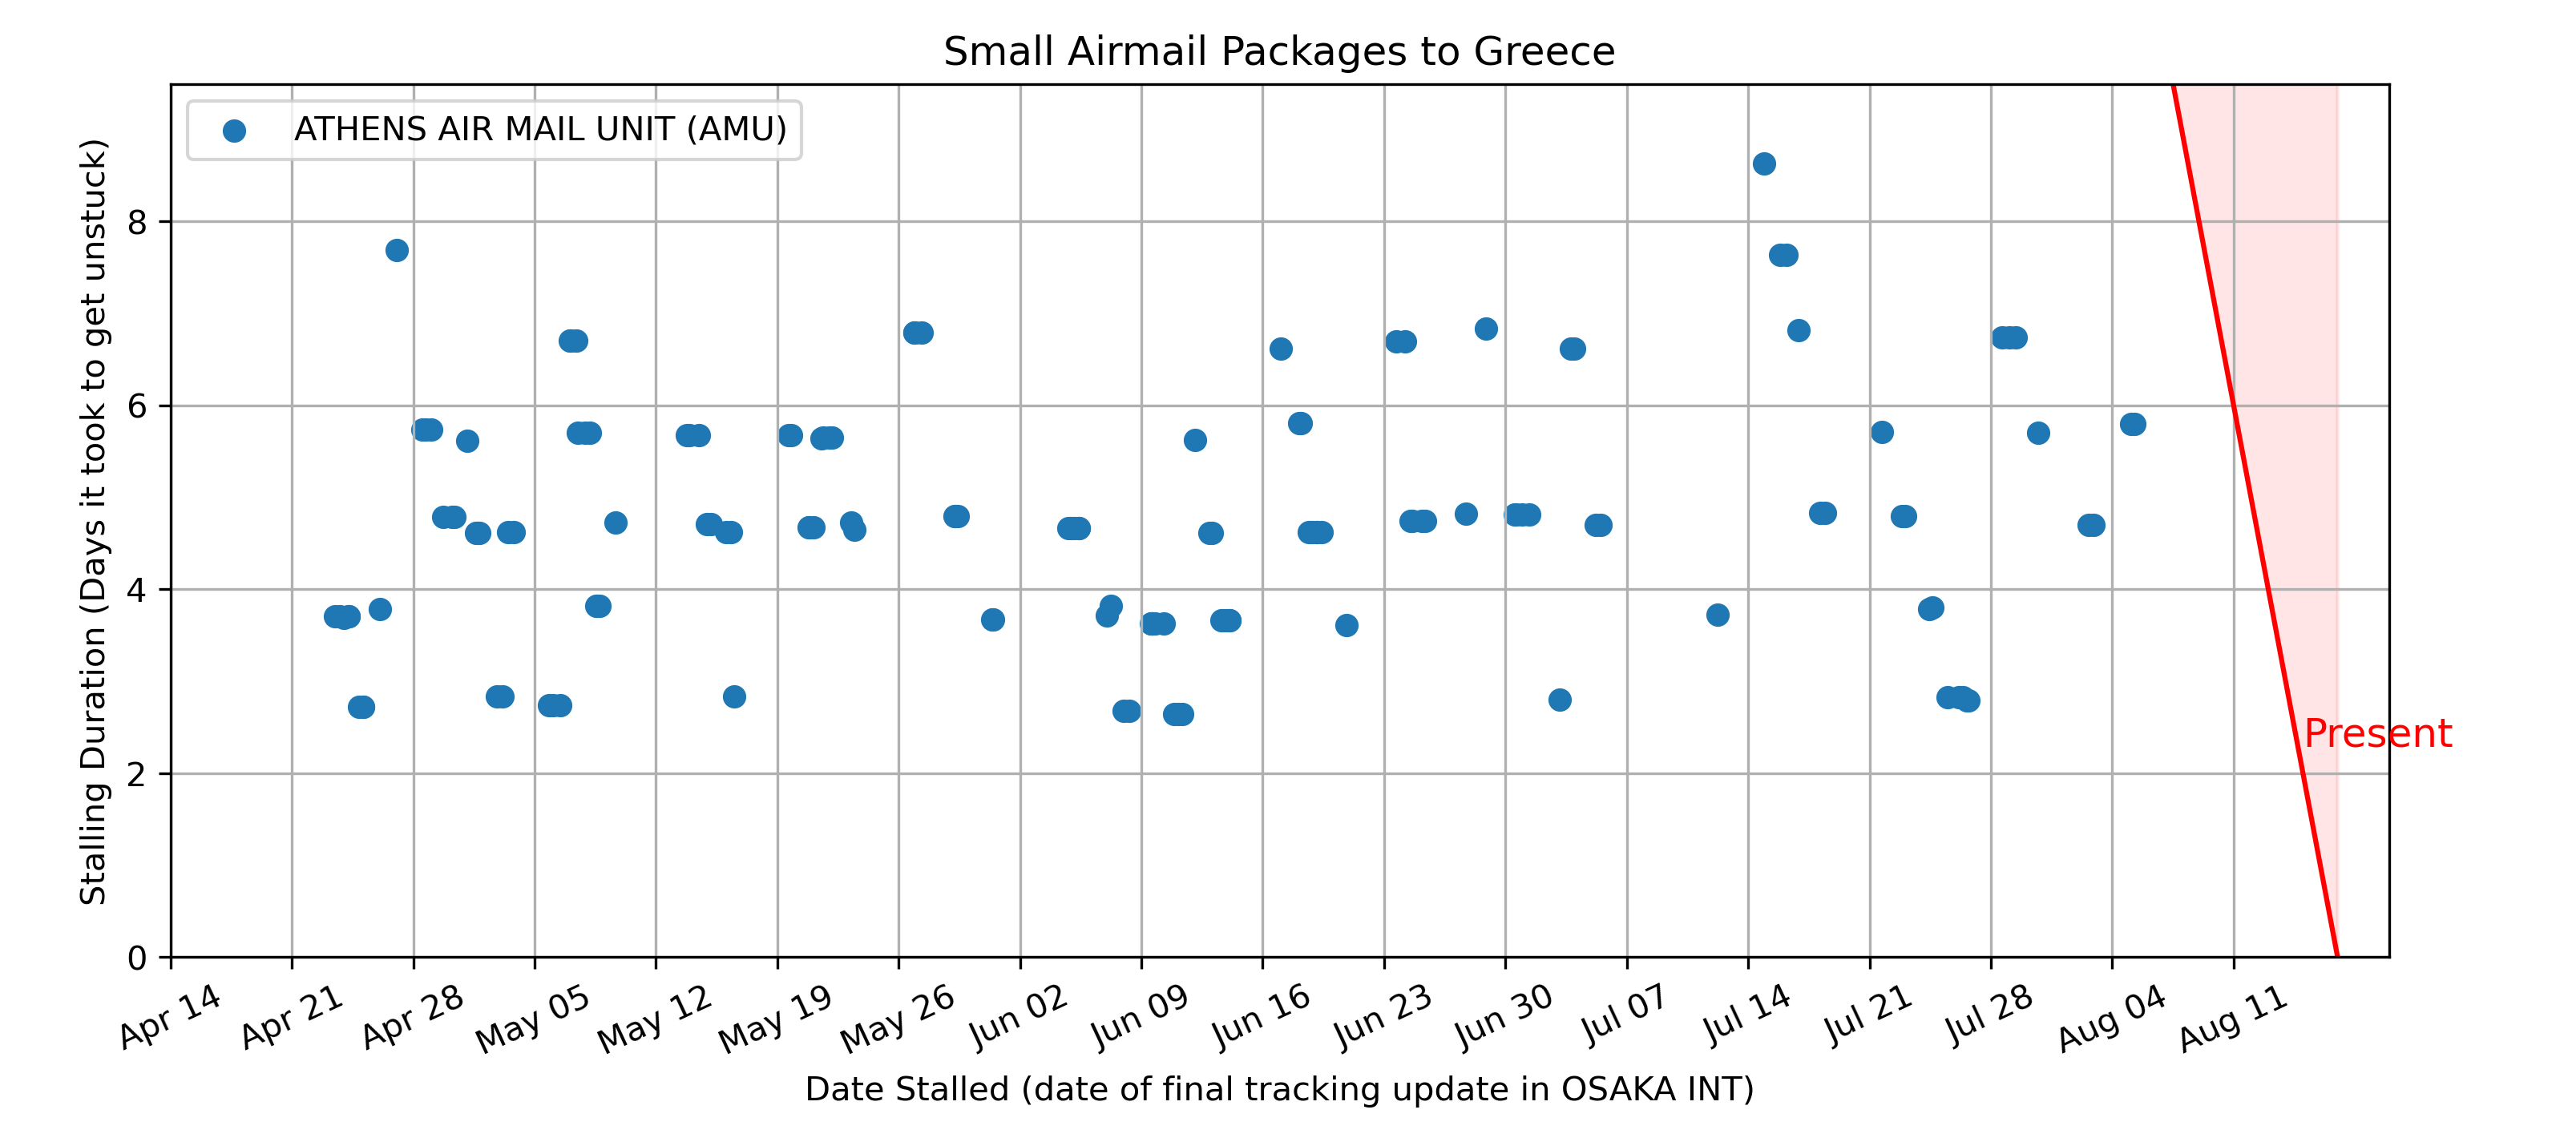 Small Airmail Packages to Greece
ATHENS AIR MAIL UNIT (AMU)
Stalling Duration (Days it took to get unstuck)
8
6
4
2
0
Present
Apr 14
Apr 21
Apr 28
May 05
May 12
May 19
May 26
Jun 02
Jun 09
Jun 16
Jun 23
Jun 30
Jul 07
Jul 14
Jul 21
Jul 28
Aug 04
Aug 11
Date Stalled (date of final tracking update in OSAKA INT)